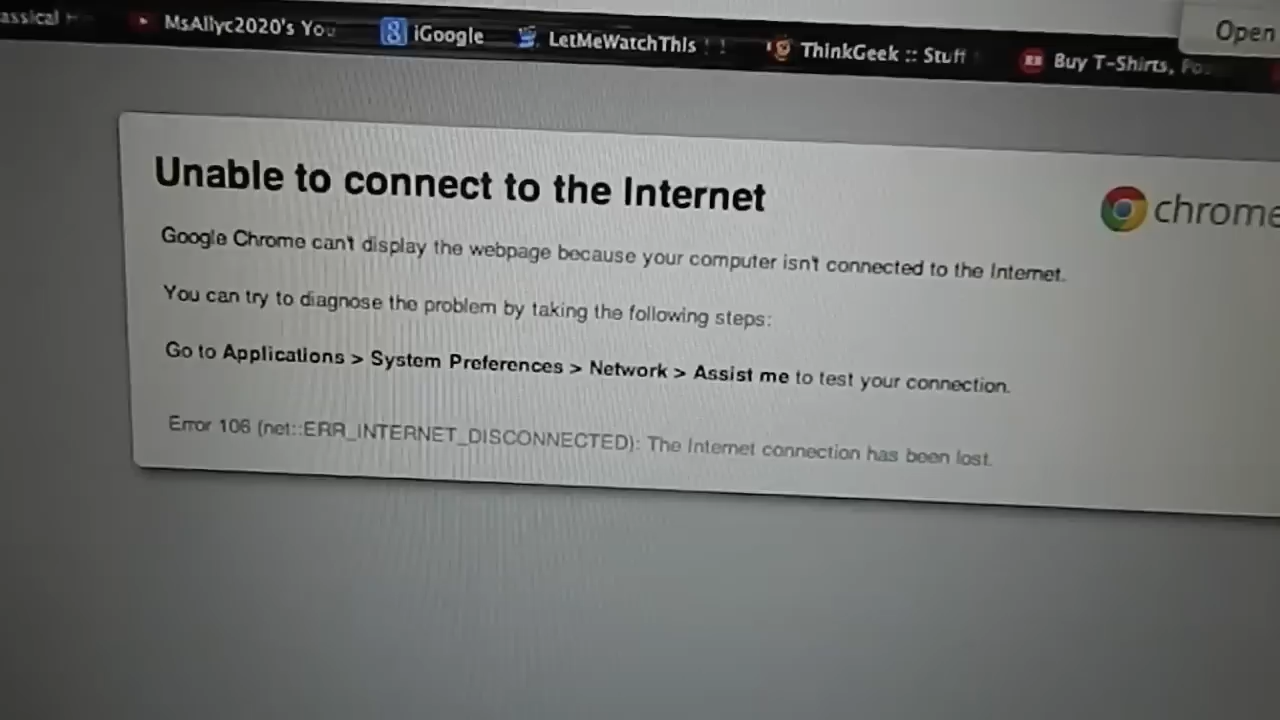 assical
MsAllyc2020's You
iGoogle
LetMeWatchThis
ThinkGeek :: Stuff
Buy T-Shirts, Po
Open
Unable to connect to the Internet
chrome
Google Chrome can't display the webpage because your computer isn't connected to the Internet.
You can try to diagnose the problem by taking the following steps:
Go to Applications > System Preferences > Network > Assist me to test your connection.
Error 106 (net::ERR_INTERNET_DISCONNECTED): The Internet connection has been lost.